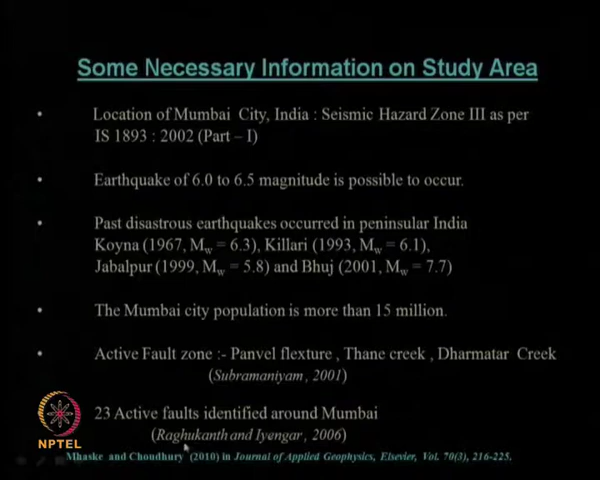 Some Necessary Information on Study Area
• Location of Mumbai City, India : Seismic Hazard Zone III as per
IS 1893 : 2002 (Part – I)
• Earthquake of 6.0 to 6.5 magnitude is possible to occur.
• Past disastrous earthquakes occurred in peninsular India
Koyna (1967, Mw = 6.3), Killari (1993, Mw = 6.1),
Jabalpur (1999, Mw = 5.8) and Bhuj (2001, Mw = 7.7)
• The Mumbai city population is more than 15 million.
• Active Fault zone :- Panvel flexture , Thane creek , Dharmatar Creek
(Subramaniyam, 2001)
• 23 Active faults identified around Mumbai
(Raghukanth and Iyengar, 2006)
NPTEL
Mhaske and Choudhury (2010) in Journal of Applied Geophysics, Elsevier, Vol. 70(3), 216-225.